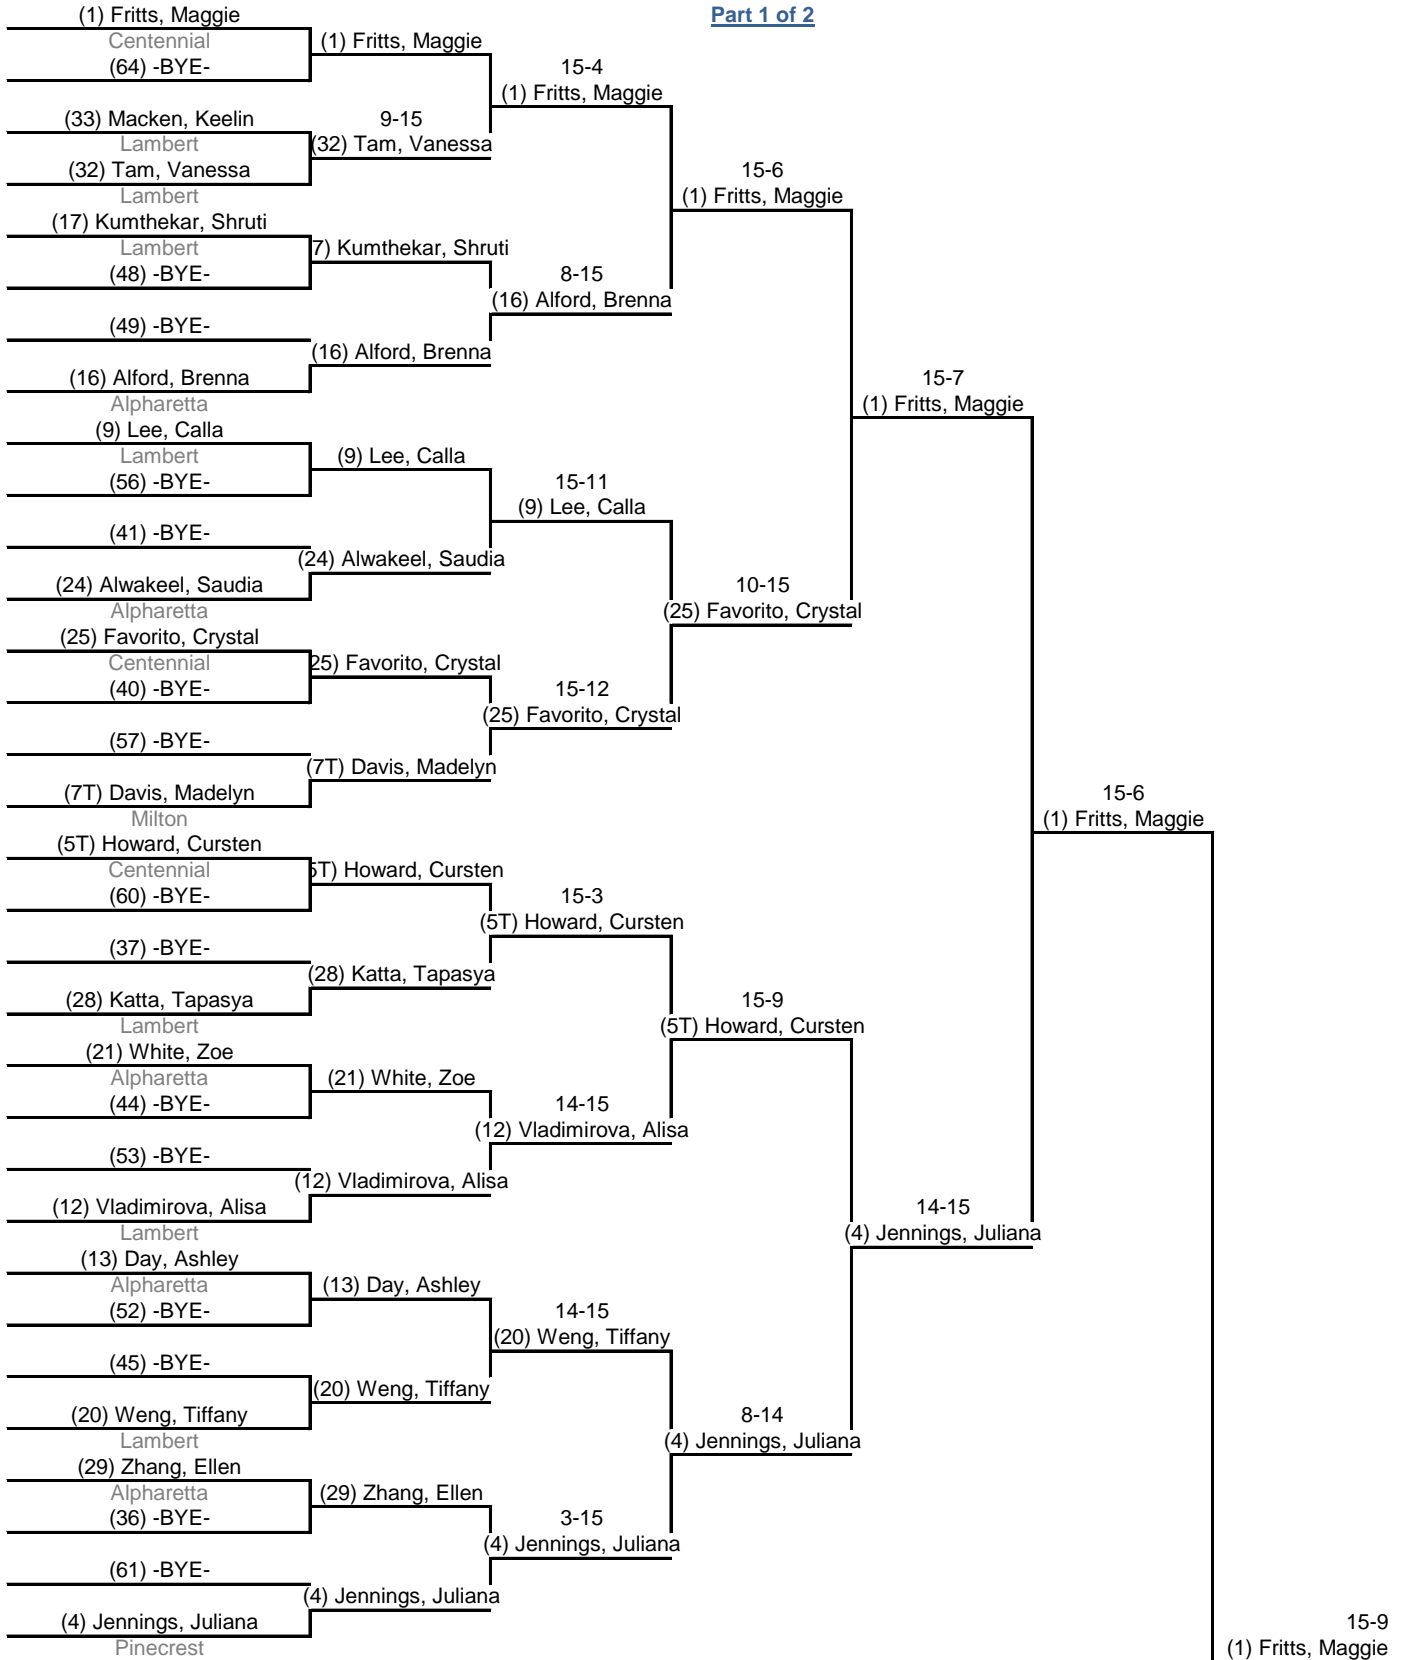 Part 1 of 2
(1) Fritts, Maggie
Centennial
(64) -BYE-
(33) Macken, Keelin
Lambert
(32) Tam, Vanessa
Lambert
(17) Kumthekar, Shruti
Lambert
(48) -BYE-
(49) -BYE-
(16) Alford, Brenna
Alpharetta
(9) Lee, Calla
Lambert
(56) -BYE-
(41) -BYE-
(24) Alwakeel, Saudia
Alpharetta
(25) Favorito, Crystal
Centennial
(40) -BYE-
(57) -BYE-
(7T) Davis, Madelyn
Milton
(5T) Howard, Cursten
Centennial
(60) -BYE-
(37) -BYE-
(28) Katta, Tapasya
Lambert
(21) White, Zoe
Alpharetta
(44) -BYE-
(53) -BYE-
(12) Vladimirova, Alisa
Lambert
(13) Day, Ashley
Alpharetta
(52) -BYE-
(45) -BYE-
(20) Weng, Tiffany
Lambert
(29) Zhang, Ellen
Alpharetta
(36) -BYE-
(61) -BYE-
(4) Jennings, Juliana
Pinecrest
(1) Fritts, Maggie
9-15
(32) Tam, Vanessa
7) Kumthekar, Shruti
(16) Alford, Brenna
(9) Lee, Calla
(24) Alwakeel, Saudia
25) Favorito, Crystal
(7T) Davis, Madelyn
5T) Howard, Cursten
(28) Katta, Tapasya
(21) White, Zoe
(12) Vladimirova, Alisa
(13) Day, Ashley
(20) Weng, Tiffany
(29) Zhang, Ellen
(4) Jennings, Juliana
15-4
(1) Fritts, Maggie
8-15
(16) Alford, Brenna
15-11
(9) Lee, Calla
15-12
(25) Favorito, Crystal
15-3
(5T) Howard, Cursten
14-15
(12) Vladimirova, Alisa
14-15
(20) Weng, Tiffany
3-15
(4) Jennings, Juliana
15-6
(1) Fritts, Maggie
10-15
(25) Favorito, Crystal
15-9
(5T) Howard, Cursten
8-14
(4) Jennings, Juliana
15-7
(1) Fritts, Maggie
14-15
(4) Jennings, Juliana
15-6
(1) Fritts, Maggie
15-9
(1) Fritts, Maggie